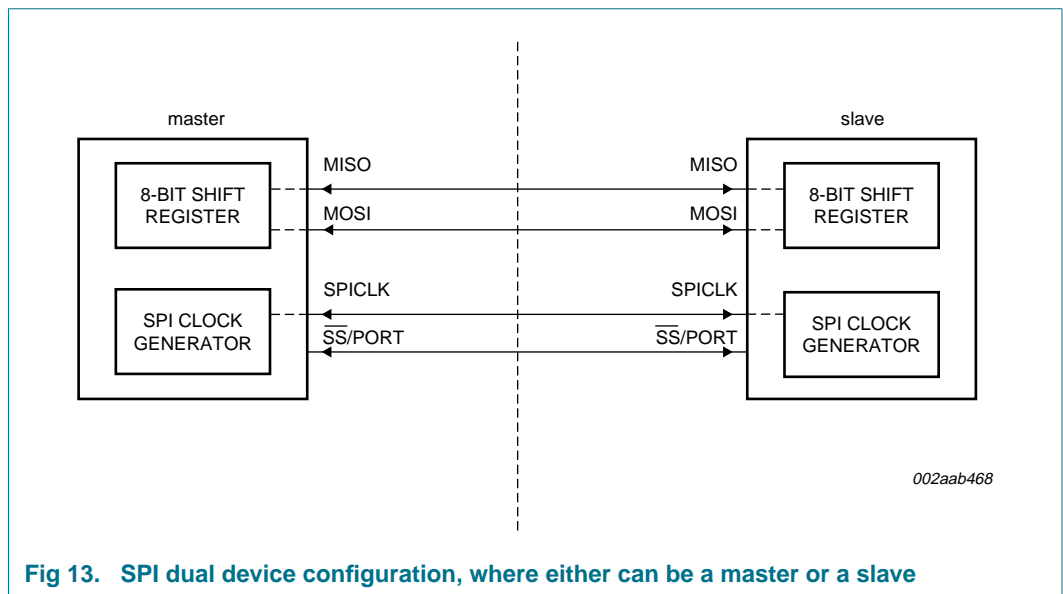 master
slave
8-BIT SHIFT
REGISTER
MISO
MISO
8-BIT SHIFT
REGISTER
MOSI
MOSI
SPI CLOCK
GENERATOR
SPICLK
SPICLK
SPI CLOCK
GENERATOR
S̅S̅/PORT
S̅S̅/PORT
002aab468
Fig 13. SPI dual device configuration, where either can be a master or a slave